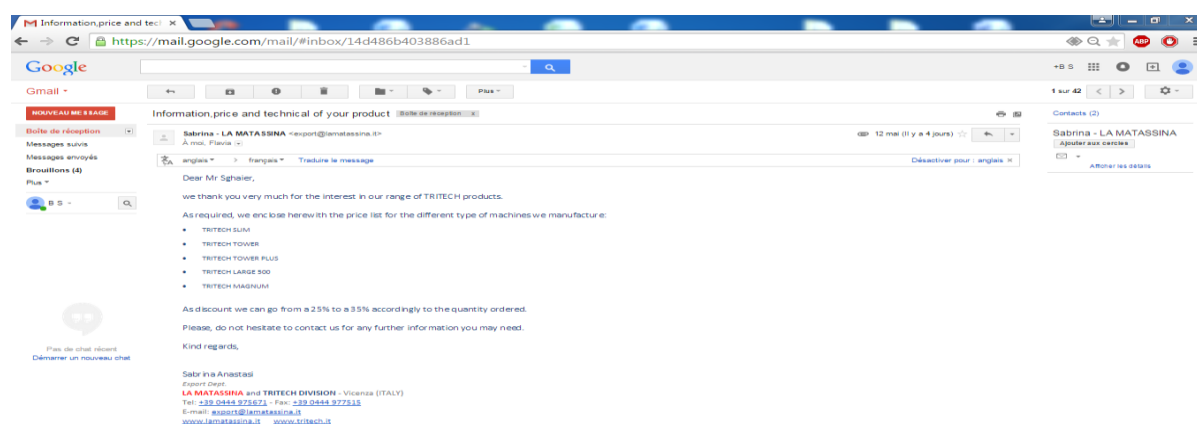 Information,price and tecl ×
https://mail.google.com/mail/#inbox/14d486b403886ad1
ABP
Google
+B S
Gmail
Plus
1 sur 42
NOUVEAU MESSAGE
Information,price and technical of your product Boîte de réception x
Contacts (2)
Boîte de réception
Sabrina - LA MATASSINA <export@lamatassina.it>
12 mai (Il y a 4 jours)
Sabrina - LA MATASSINA
Messages suivis
À moi, Flavia
Ajouter aux cercles
Messages envoyés
anglais > français Traduire le message
Désactiver pour : anglais x
Brouillons (4)
Afficher les détails
Plus
Dear Mr Sghaier,
B S
we thank you very much for the interest in our range of TRITECH products.
As required, we enclose herewith the price list for the different type of machines we manufacture:
• TRITECH SLIM
• TRITECH TOWER
• TRITECH TOWER PLUS
• TRITECH LARGE 500
• TRITECH MAGNUM
As discount we can go from a 25% to a 35% accordingly to the quantity ordered.
Please, do not hesitate to contact us for any further information you may need.
Kind regards,
Pas de chat récent
Démarrer un nouveau chat
Sabrina Anastasi
Export Dept.
LA MATASSINA and TRITECH DIVISION - Vicenza (ITALY)
Tel: +39 0444 975671 - Fax: +39 0444 977515
E-mail: export@lamatassina.it
www.lamatassina.it www.tritech.it